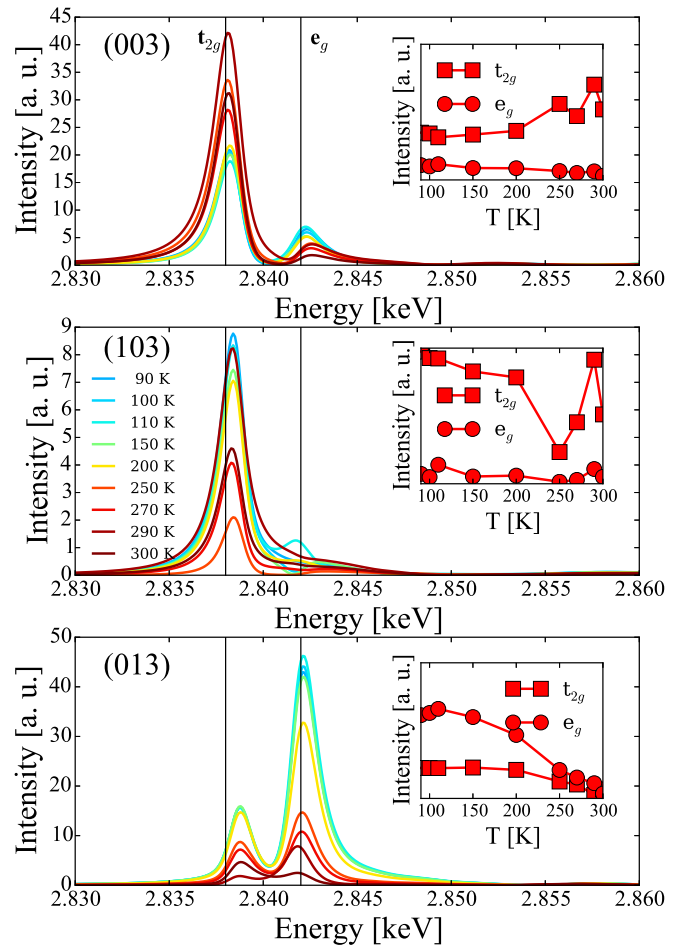 (003)
t2g
eg
Intensity [a. u.]
45
40
35
30
25
20
15
10
5
0
2.830
2.835
2.840
2.845
2.850
2.855
2.860
Energy [keV]
Intensity [a. u.]
t2g
eg
100
150
200
250
300
T [K]
(103)
Intensity [a. u.]
9
8
7
6
5
4
3
2
1
0
90 K
100 K
110 K
150 K
200 K
250 K
270 K
290 K
300 K
2.830
2.835
2.840
2.845
2.850
2.855
2.860
Energy [keV]
Intensity [a. u.]
t2g
eg
100
150
200
250
300
T [K]
(013)
Intensity [a. u.]
50
40
30
20
10
0
2.830
2.835
2.840
2.845
2.850
2.855
2.860
Energy [keV]
Intensity [a. u.]
t2g
eg
100
150
200
250
300
T [K]